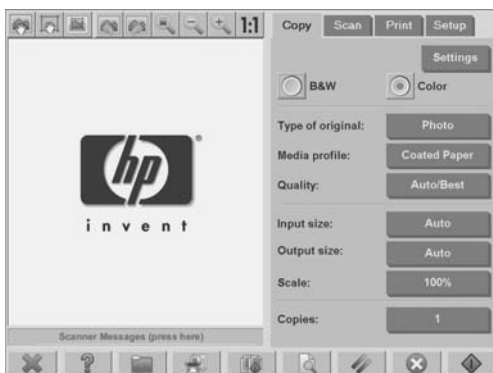 1:1
Copy Scan Print Setup
Settings
B&W Color
Type of original: Photo
Media profile: Coated Paper
Quality: Auto/Best
Input size: Auto
Output size: Auto
Scale: 100%
Copies: 1
hp
®
invent
Scanner Messages (press here)
?